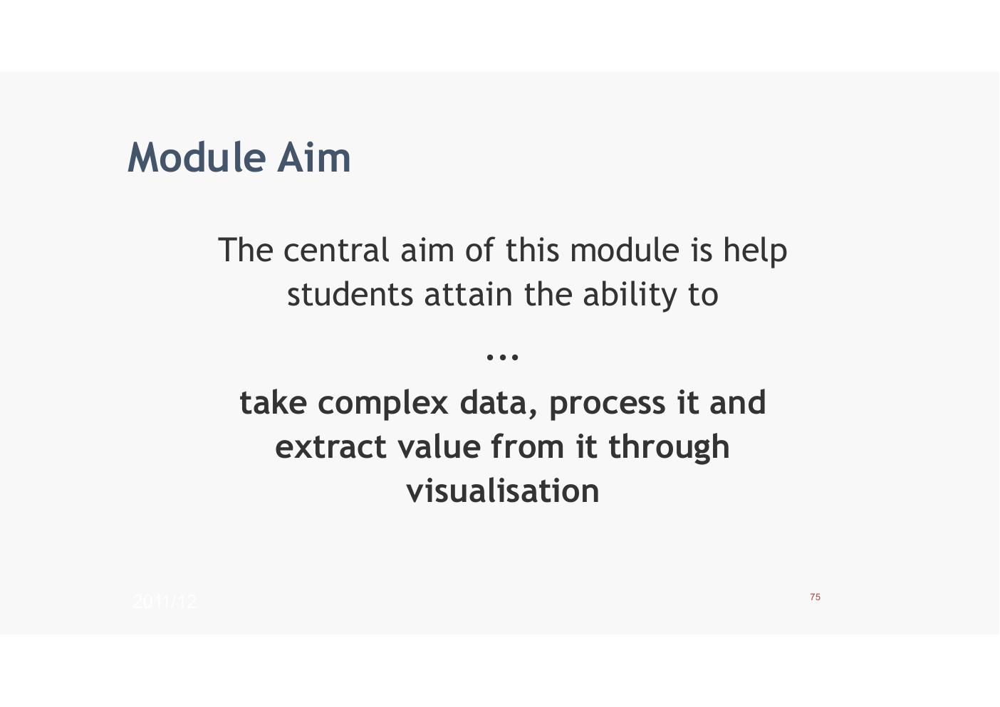 Module Aim
The central aim of this module is help
students attain the ability to
...
take complex data, process it and
extract value from it through
visualisation
2011/12
75